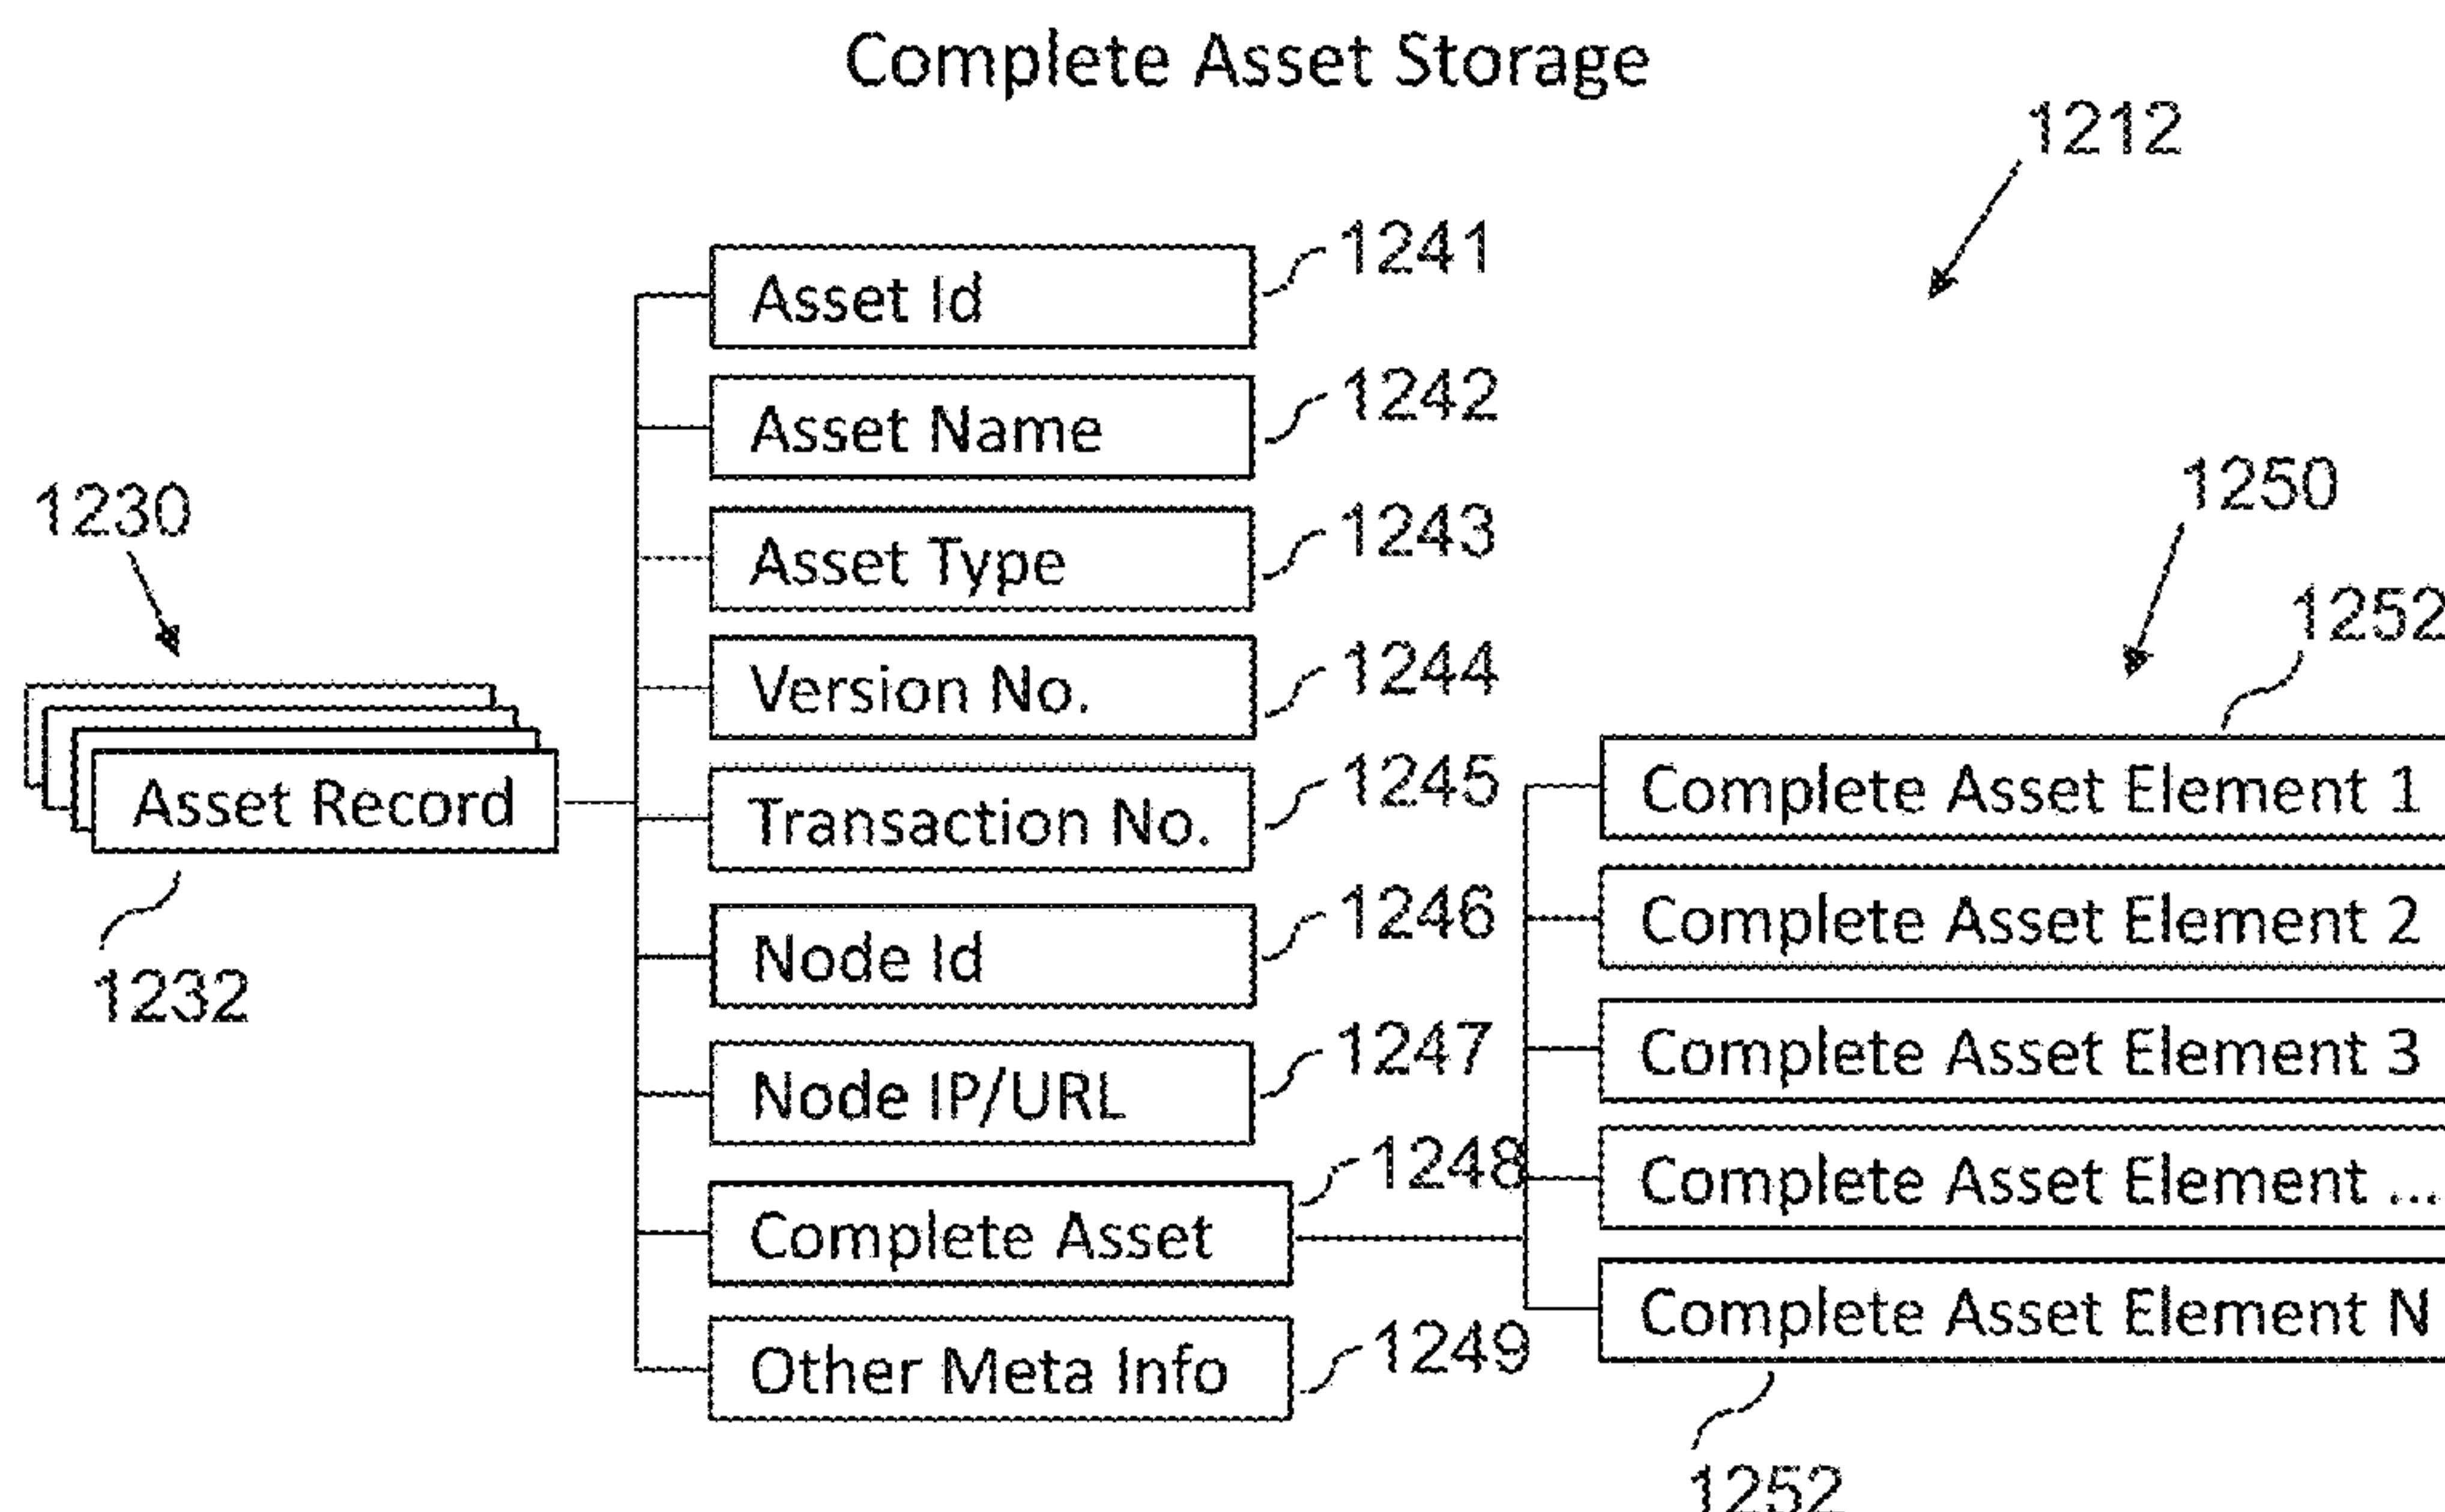 Complete Asset Storage
1212
Asset Id
1241
Asset Name
1242
1230
Asset Type
1243
1250
1252
Version No.
1244
Asset Record
1232
Transaction No.
1245
Node Id
1246
Node IP/URL
1247
Complete Asset
1248
Other Meta Info
1249
Complete Asset Element 1
Complete Asset Element 2
Complete Asset Element 3
Complete Asset Element ...
Complete Asset Element N
1252